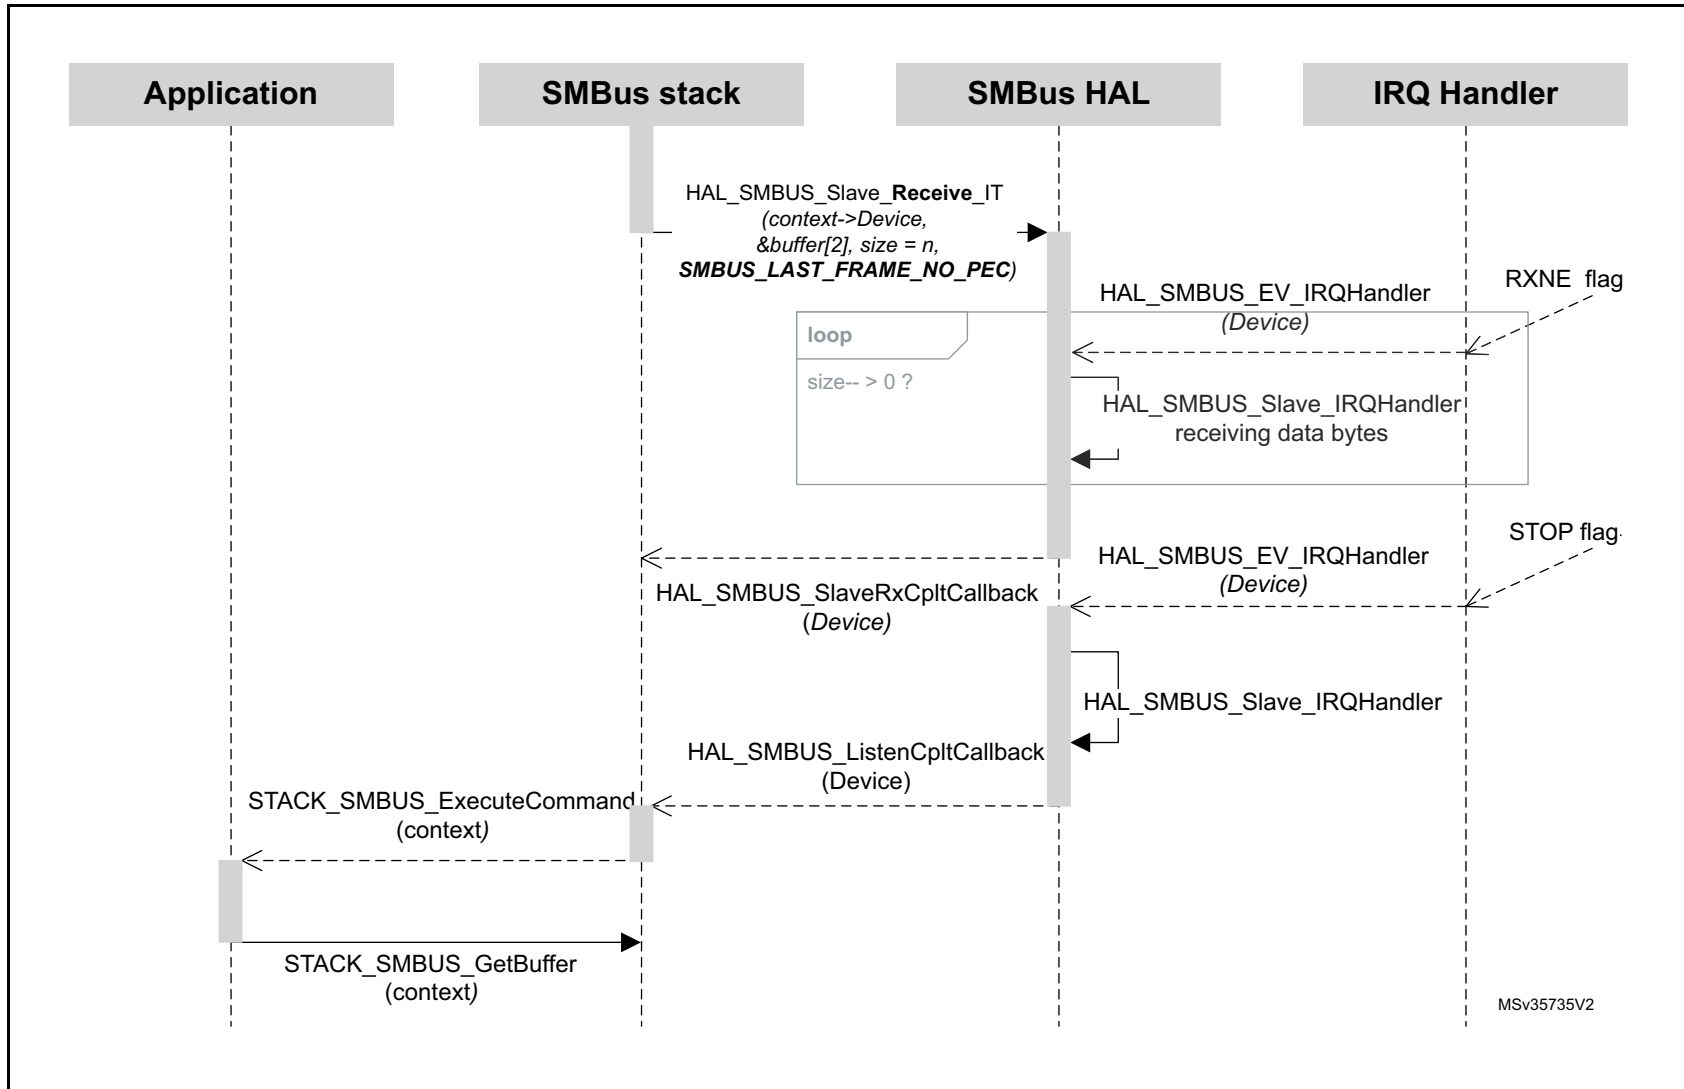 Application
SMBus stack
SMBus HAL
IRQ Handler
HAL_SMBUS_Slave_Receive_IT
(context->Device,
&buffer[2], size = n,
SMBUS_LAST_FRAME_NO_PEC)
RXNE flag
HAL_SMBUS_EV_IRQHandler
(Device)
loop
size-- > 0 ?
HAL_SMBUS_Slave_IRQHandler
receiving data bytes
STOP flag
HAL_SMBUS_EV_IRQHandler
(Device)
HAL_SMBUS_SlaveRxCpltCallback
(Device)
HAL_SMBUS_Slave_IRQHandler
HAL_SMBUS_ListenCpltCallback
(Device)
STACK_SMBUS_ExecuteCommand
(context)
STACK_SMBUS_GetBuffer
(context)
MSv35735V2